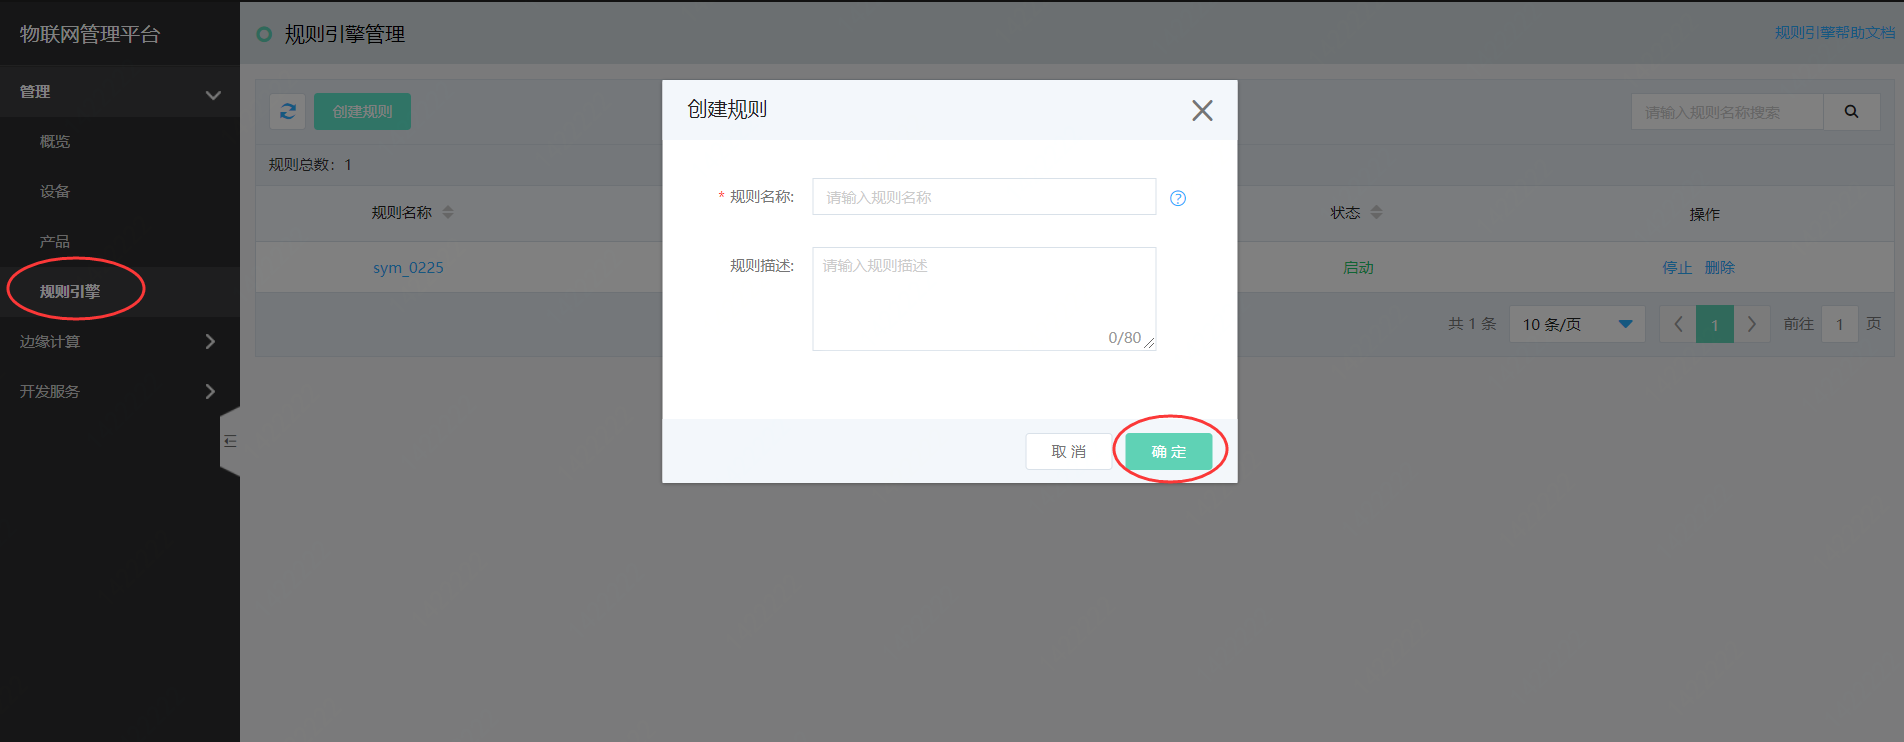 物联网管理平台
管理
概览
设备
产品
规则引擎
边缘计算
开发服务
规则引擎管理
规则引擎帮助文档
创建规则
请输入规则名称搜索
规则总数：1
规则名称
状态
操作
sym_0225
启动
停止 删除
共 1 条
10 条/页
1
前往 1 页
创建规则
* 规则名称:
请输入规则名称
?
规则描述:
请输入规则描述
0/80
取 消
确 定